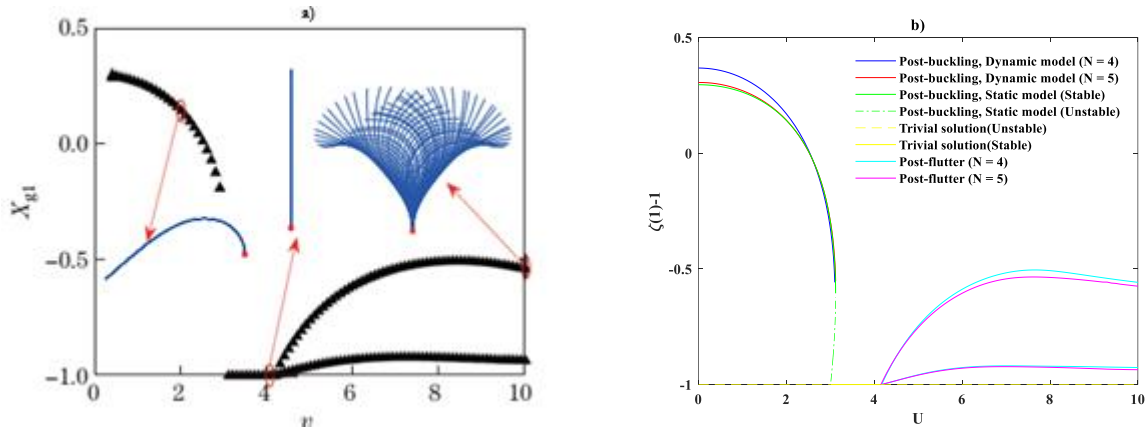 a)
0.5
0.0
−0.5
−1.0
X_g1
0
2
4
6
8
10
v
b)
0.5
0
-0.5
-1
ζ(1)-1
Post-buckling, Dynamic model (N = 4)
Post-buckling, Dynamic model (N = 5)
Post-buckling, Static model (Stable)
Post-buckling, Static model (Unstable)
Trivial solution(Unstable)
Trivial solution(Stable)
Post-flutter (N = 4)
Post-flutter (N = 5)
0
2
4
6
8
10
U